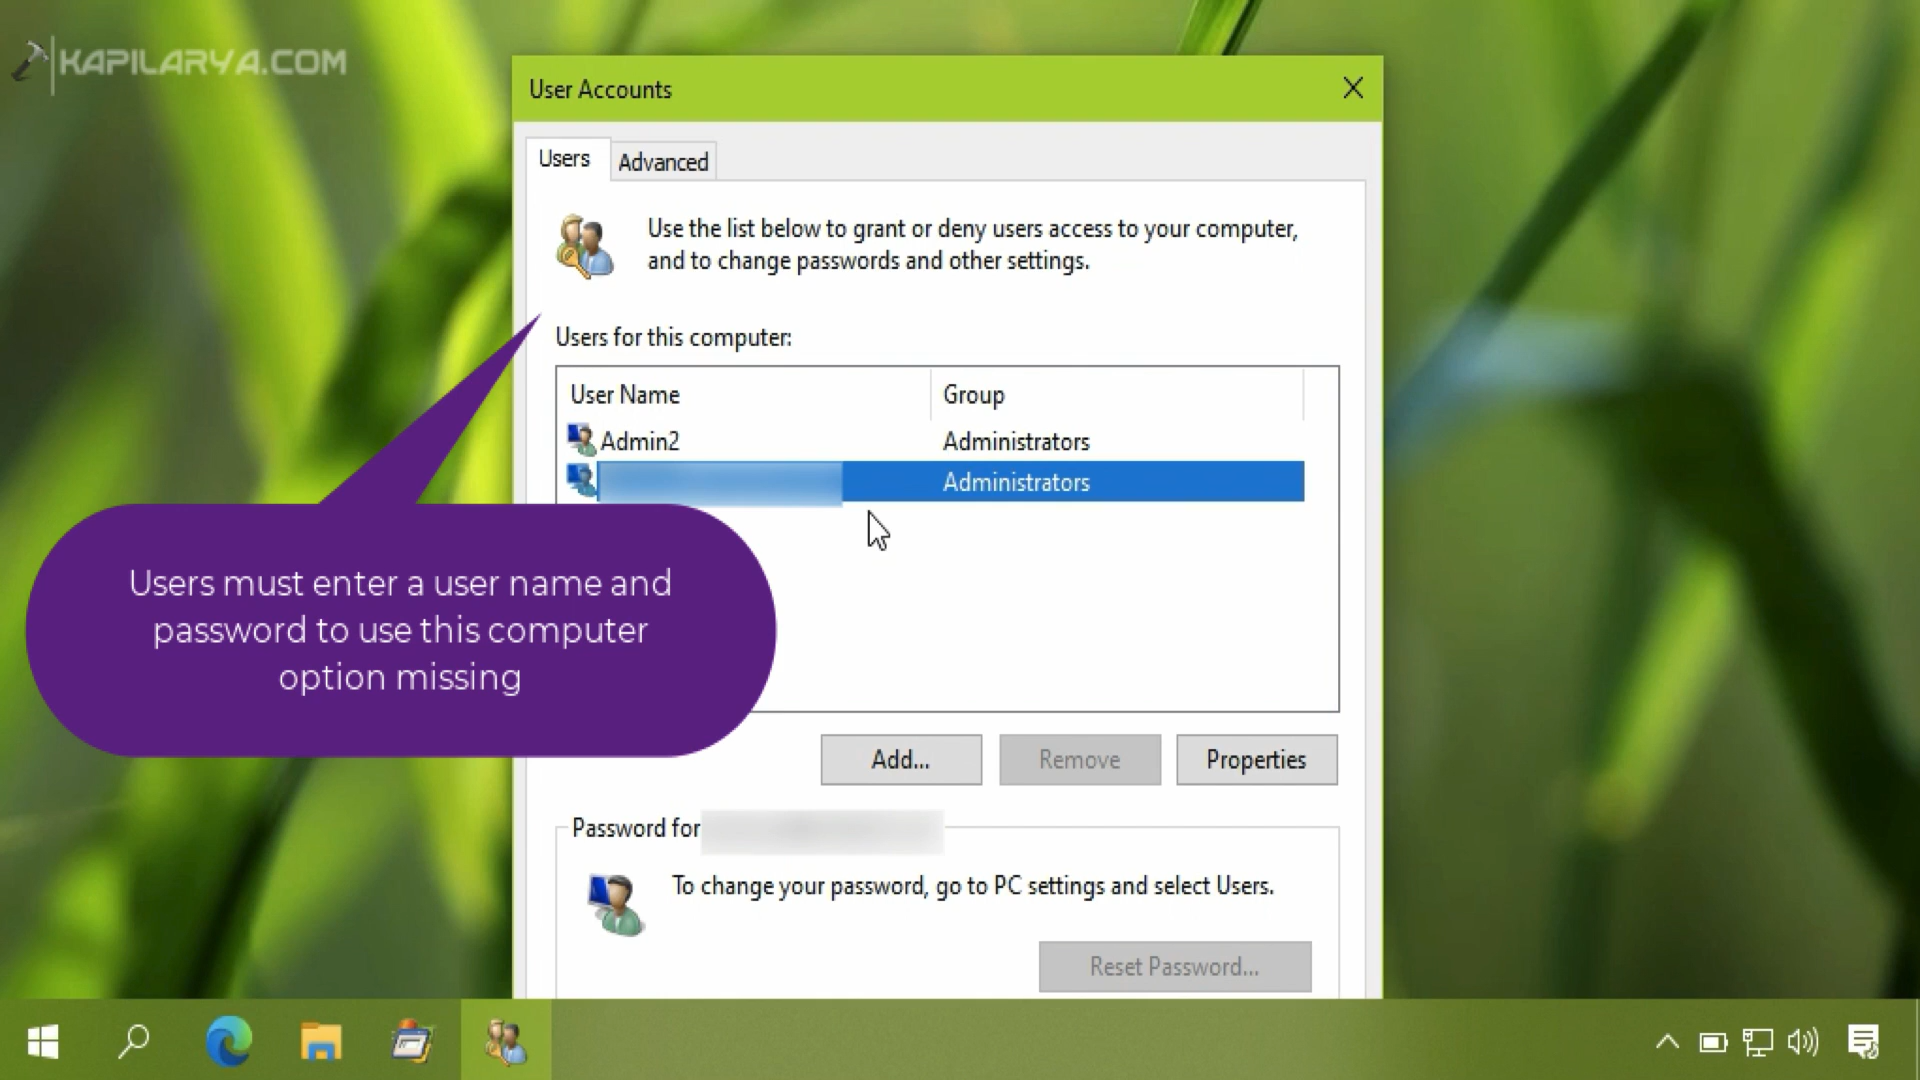 KAPILARYA.COM
User Accounts
Users
Advanced
Use the list below to grant or deny users access to your computer,
and to change passwords and other settings.
Users for this computer:
User Name
Group
Admin2
Administrators
Administrators
Users must enter a user name and
password to use this computer
option missing
Add...
Remove
Properties
Password for
To change your password, go to PC settings and select Users.
Reset Password...